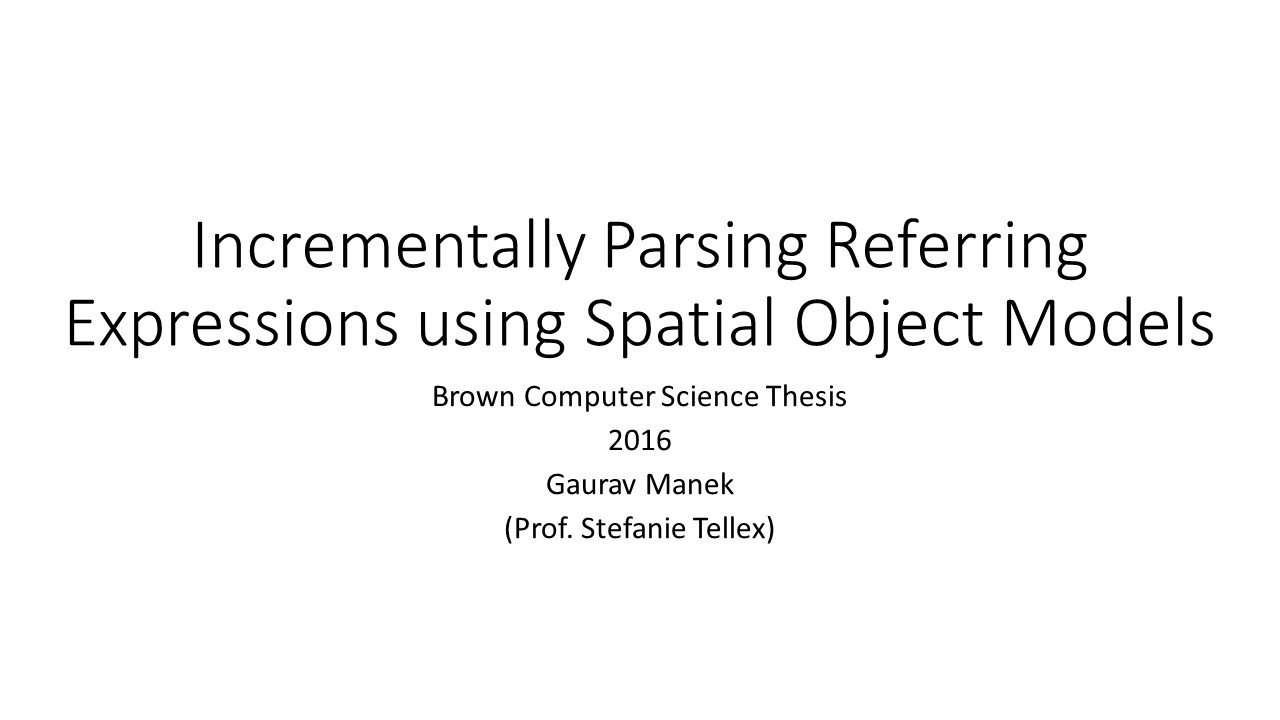 Incrementally Parsing Referring
Expressions using Spatial Object Models
Brown Computer Science Thesis
2016
Gaurav Manek
(Prof. Stefanie Tellex)